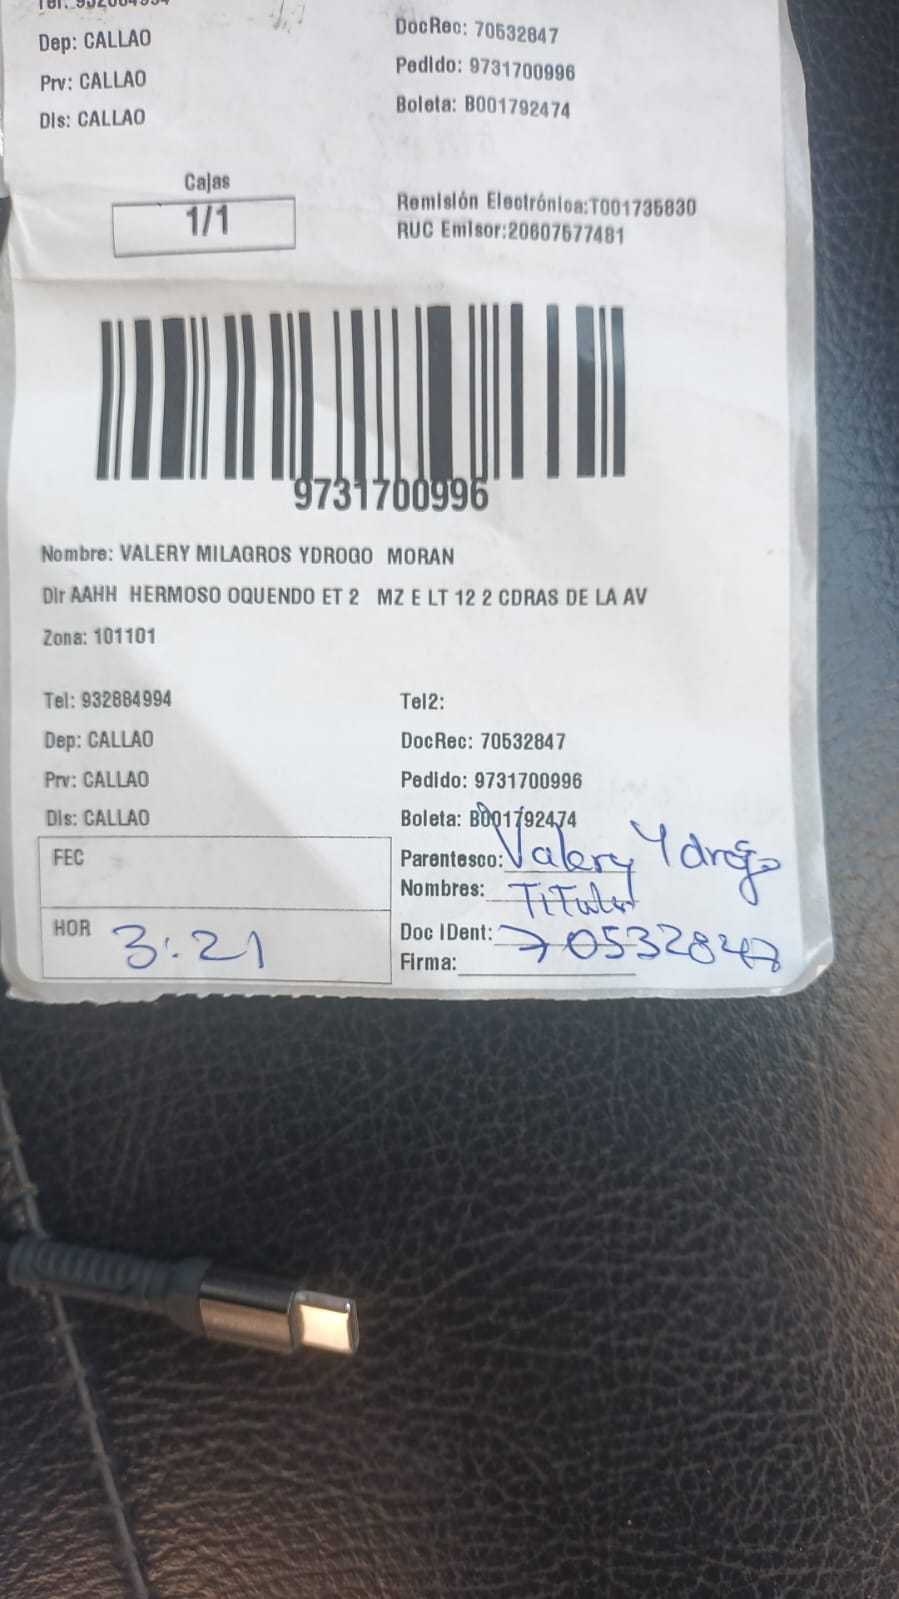 Tel: 932884994
DocRec: 70532847
Dep: CALLAO
Pedido: 9731700996
Prv: CALLAO
Boleta: B001792474
Dis: CALLAO
Cajas
1/1
Remisión Electrónica:T001735830
RUC Emisor:20607577481
9731700996
Nombre: VALERY MILAGROS YDROGO MORAN
Dir AAHH HERMOSO OQUENDO ET 2 MZ E LT 12 2 CDRAS DE LA AV
Zona: 101101
Tel: 932884994
Tel2:
Dep: CALLAO
DocRec: 70532847
Prv: CALLAO
Pedido: 9731700996
Dis: CALLAO
Boleta: B001792474
FEC
Parentesco: Valery Ydrogo
Nombres: Titular
HOR 3:21
Doc IDent: 70532847
Firma: